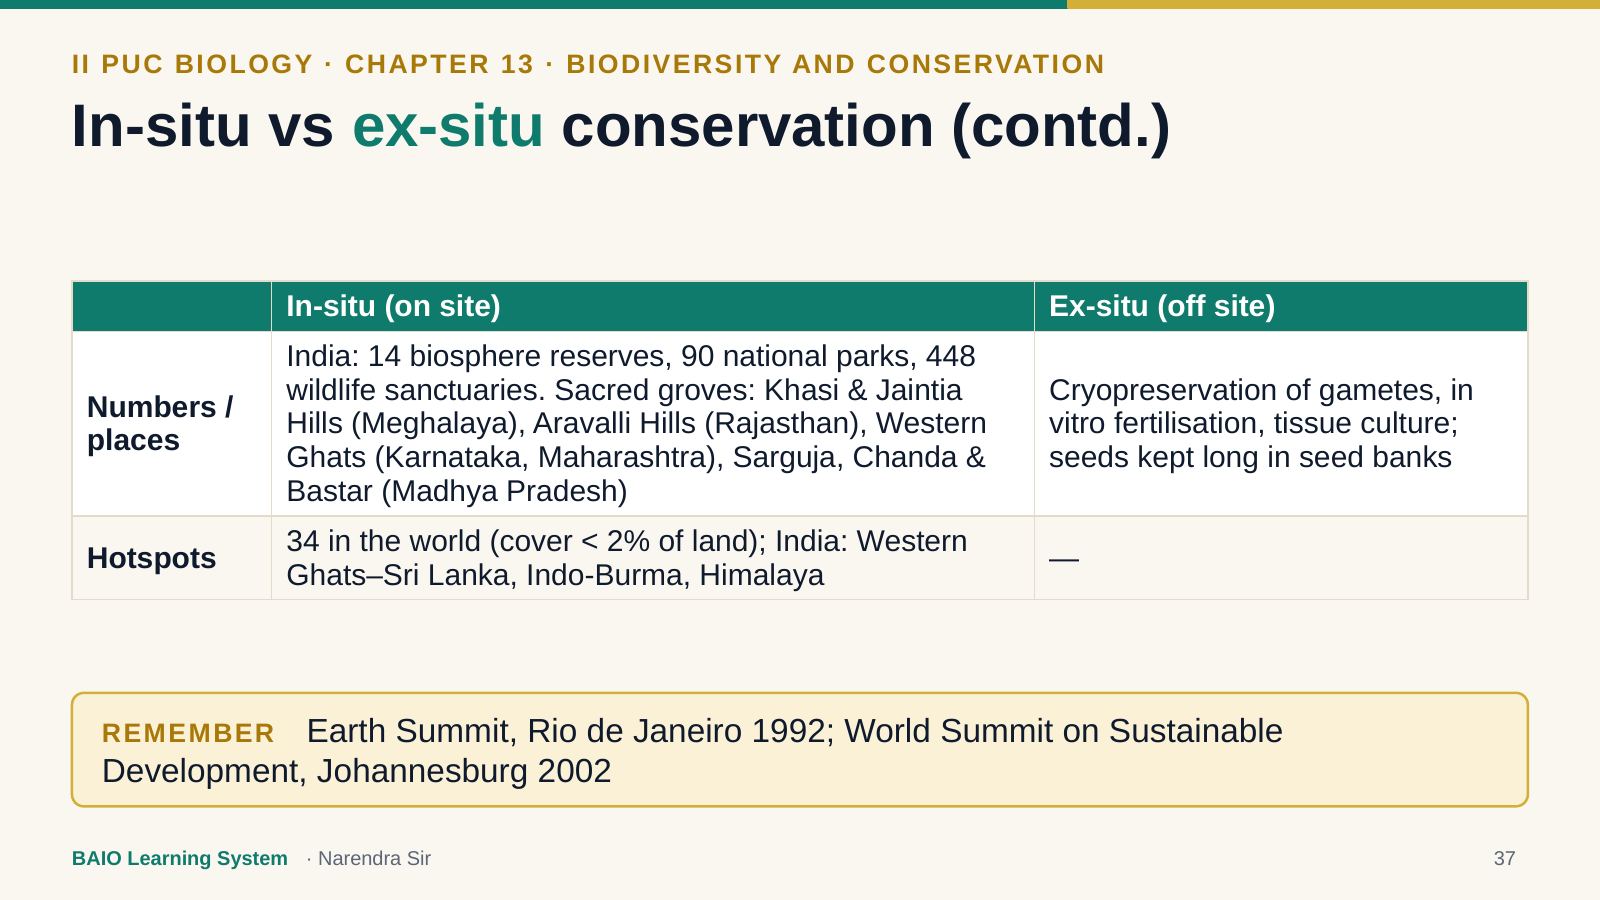 II PUC BIOLOGY · CHAPTER 13 · BIODIVERSITY AND CONSERVATION
In-situ vs ex-situ conservation (contd.)
In-situ (on site)
Ex-situ (off site)
Numbers /
places
India: 14 biosphere reserves, 90 national parks, 448
wildlife sanctuaries. Sacred groves: Khasi & Jaintia
Hills (Meghalaya), Aravalli Hills (Rajasthan), Western
Ghats (Karnataka, Maharashtra), Sarguja, Chanda &
Bastar (Madhya Pradesh)
Cryopreservation of gametes, in
vitro fertilisation, tissue culture;
seeds kept long in seed banks
Hotspots
34 in the world (cover < 2% of land); India: Western
Ghats–Sri Lanka, Indo-Burma, Himalaya
—
REMEMBER Earth Summit, Rio de Janeiro 1992; World Summit on Sustainable
Development, Johannesburg 2002
BAIO Learning System · Narendra Sir
37